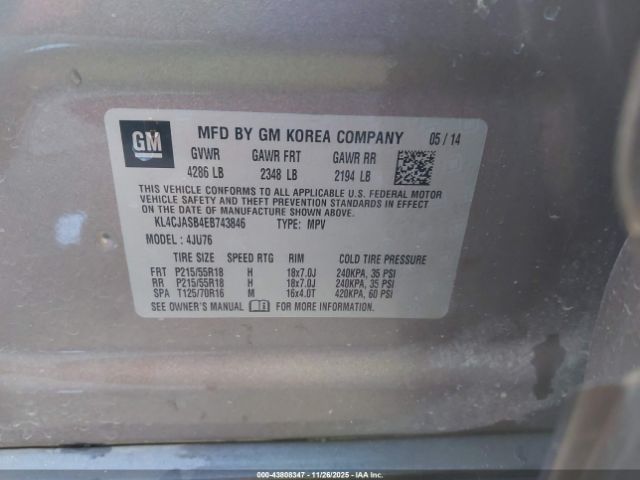 GM
MFD BY GM KOREA COMPANY 05/14
GVWR GAWR FRT GAWR RR
4286 LB 2348 LB 2194 LB
THIS VEHICLE CONFORMS TO ALL APPLICABLE U.S. FEDERAL MOTOR
VEHICLE SAFETY AND THEFT PREVENTION STANDARDS IN EFFECT
ON THE DATE OF MANUFACTURE SHOWN ABOVE.
KL4CJASB4EB743846 TYPE: MPV
MODEL: 4JU76
TIRE SIZE SPEED RTG RIM COLD TIRE PRESSURE
FRT P215/55R18 H 18x7.0J 240KPA, 35 PSI
RR P215/55R18 H 18x7.0J 240KPA, 35 PSI
SPA T125/70R16 M 16x4.0T 420KPA, 60 PSI
SEE OWNER'S MANUAL FOR MORE INFORMATION.
000-43808347 - 11/26/2025 - IAA Inc.